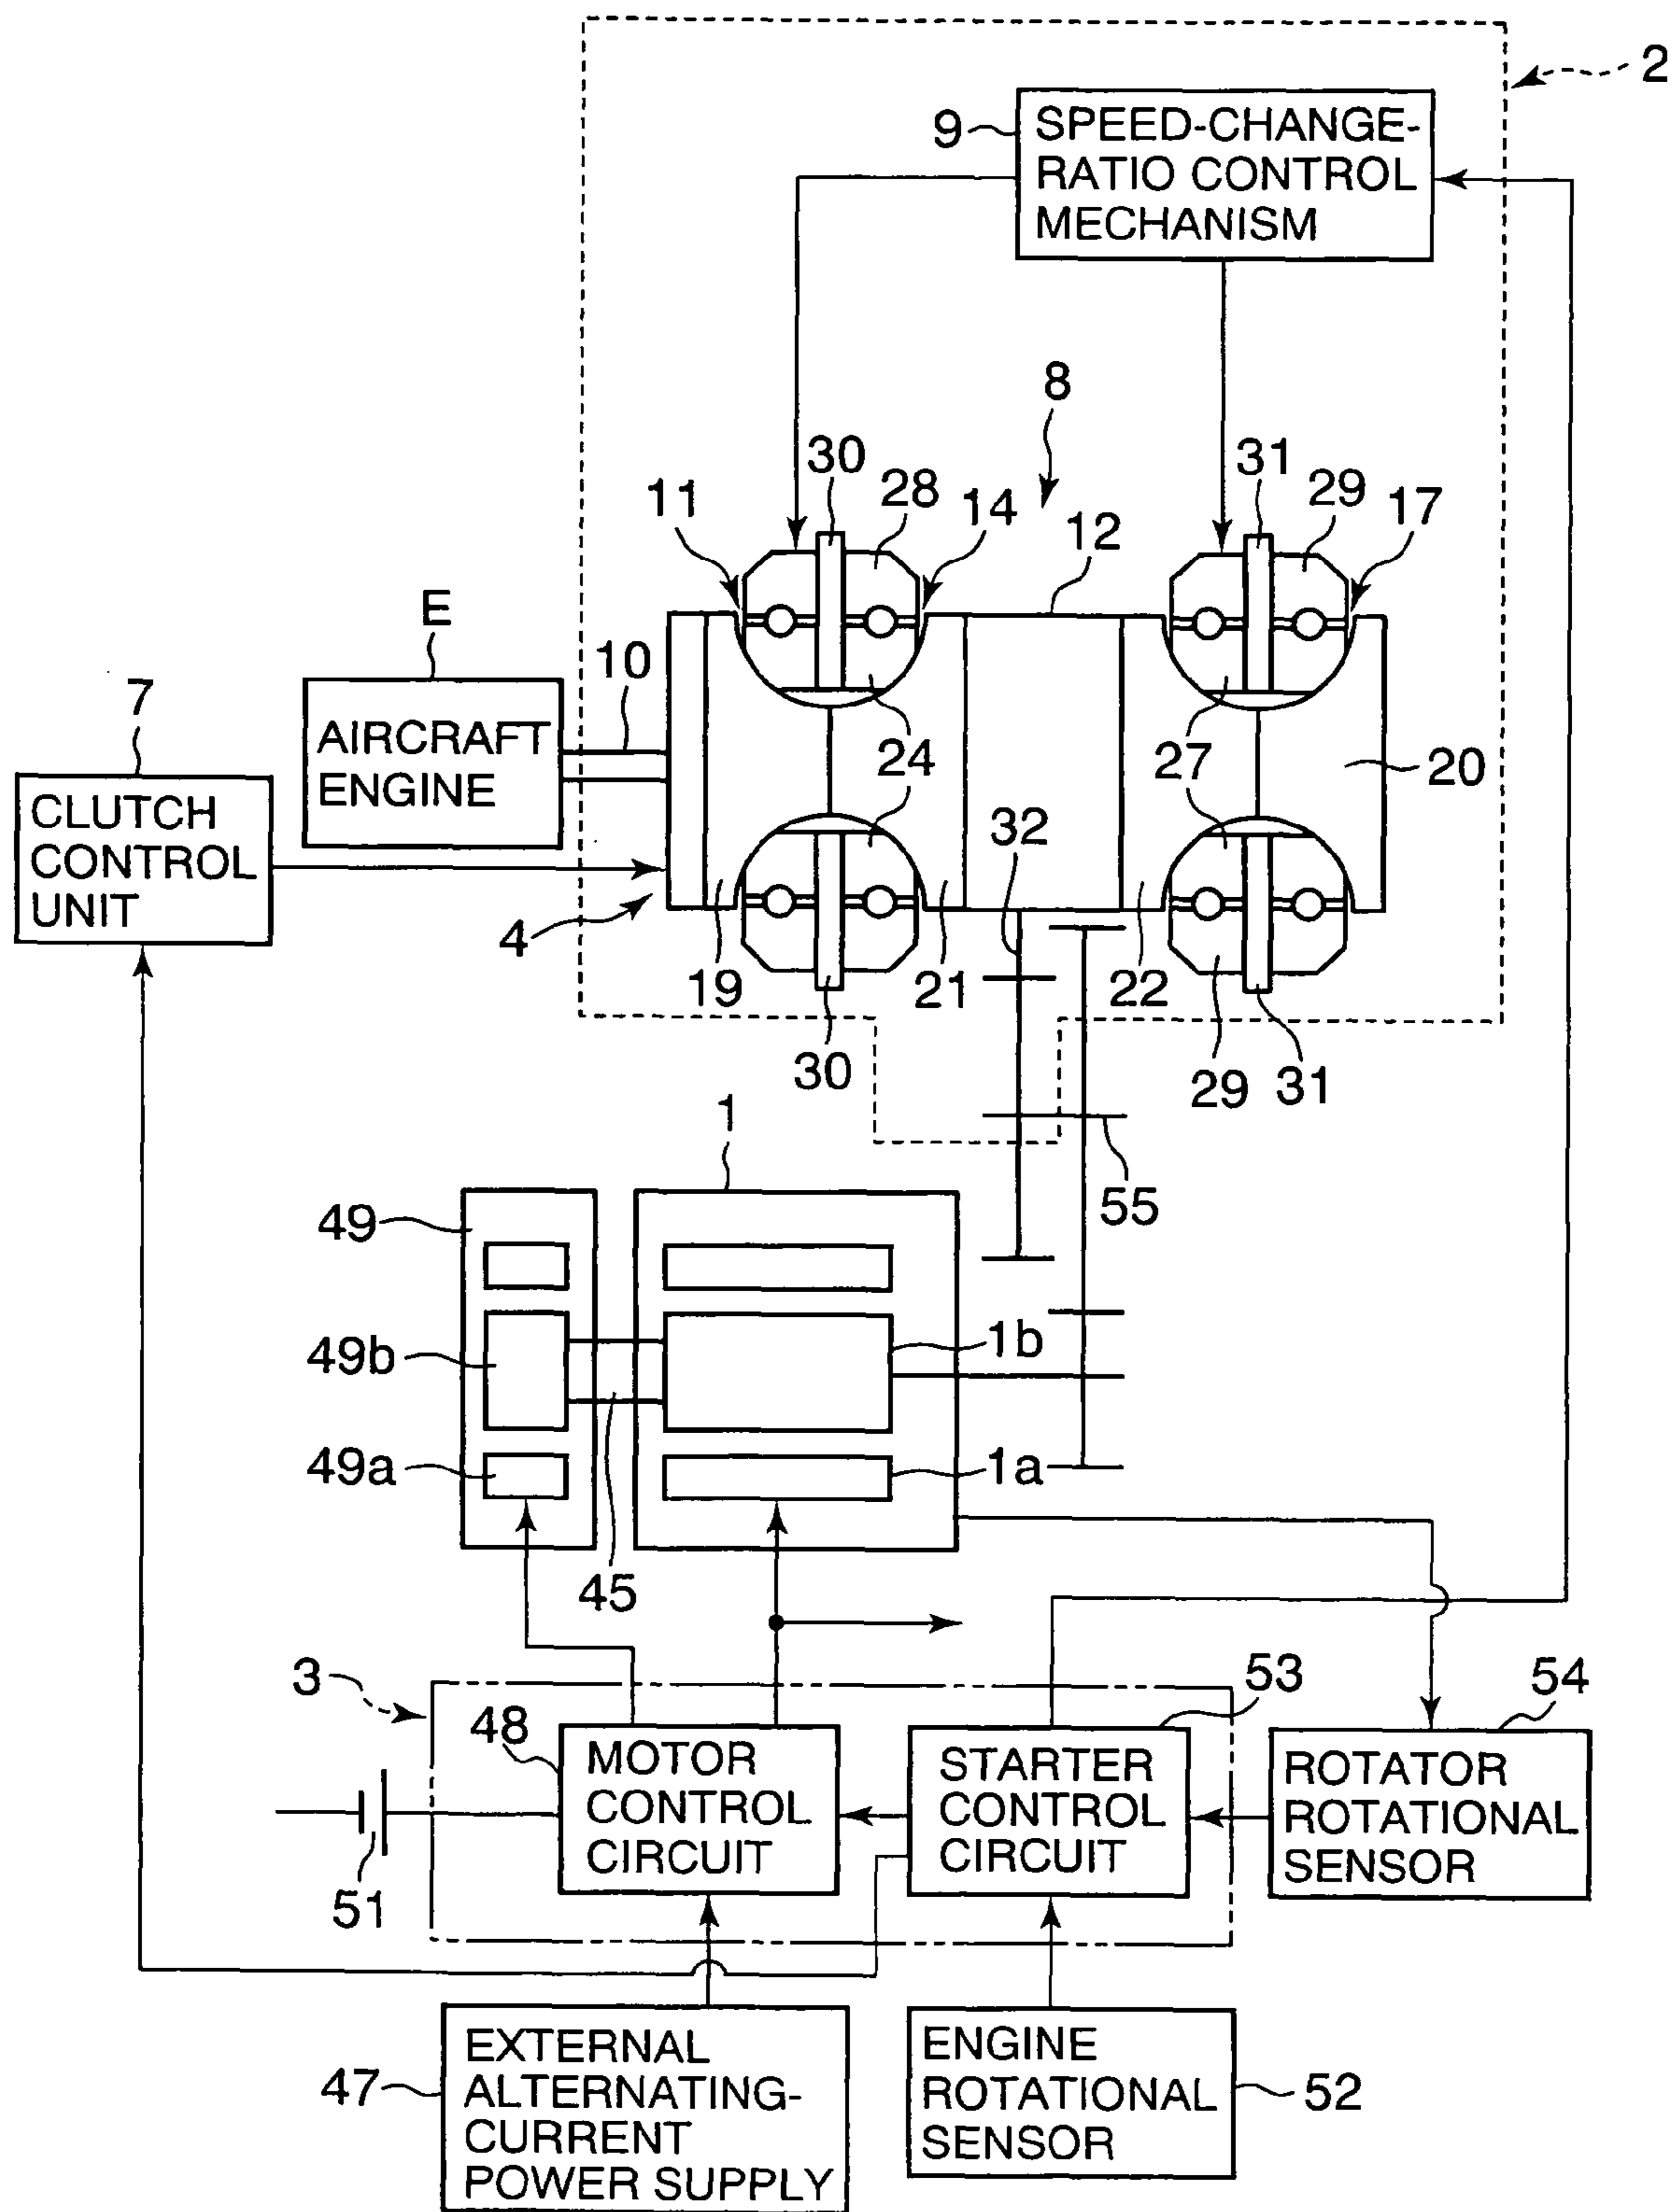 2
9
SPEED-CHANGE-
RATIO CONTROL
MECHANISM
8
30
31
28
29
11
14
12
17
E
10
7
AIRCRAFT
ENGINE
24
27
20
CLUTCH
CONTROL
UNIT
32
4
19
21
22
30
29
31
1
55
49
49b
1b
49a
1a
45
3
53
54
48
MOTOR
CONTROL
CIRCUIT
STARTER
CONTROL
CIRCUIT
ROTATOR
ROTATIONAL
SENSOR
51
47
EXTERNAL
ALTERNATING-
CURRENT
POWER SUPPLY
ENGINE
ROTATIONAL
SENSOR
52